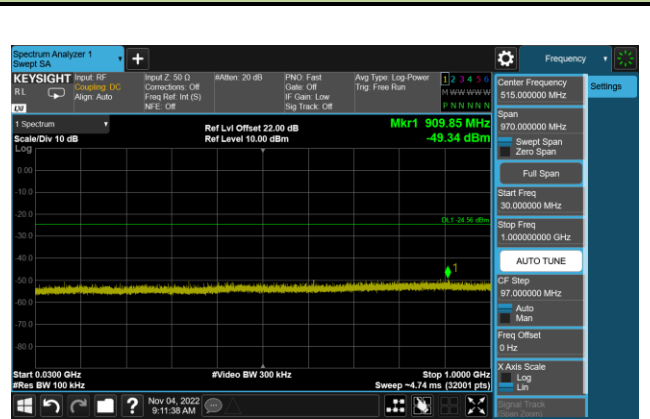 Spectrum Analyzer 1
Swept SA
Frequency
KEYSIGHT
RL
LXI
Input: RF
Coupling: DC
Align: Auto
Input Z: 50 Ω
Corrections: Off
Freq Ref: Int (S)
NFE: Off
#Atten: 20 dB
PNO: Fast
Gate: Off
IF Gain: Low
Sig Track: Off
Avg Type: Log-Power
Trig: Free Run
1 2 3 4 5 6
M W W W W W
P N N N N N
Center Frequency
515.000000 MHz
Settings
1 Spectrum
Scale/Div 10 dB
Log
Ref Lvl Offset 22.00 dB
Ref Level 10.00 dBm
Mkr1 909.85 MHz
-49.34 dBm
Span
970.000000 MHz
Swept Span
Zero Span
Full Span
Start Freq
30.000000 MHz
Stop Freq
1.000000000 GHz
AUTO TUNE
CF Step
97.000000 MHz
Auto
Man
Freq Offset
0 Hz
X Axis Scale
Log
Lin
Signal Track
(Span Zoom)
0.00
-10.0
-20.0
DL1 -24.56 dBm
-30.0
-40.0
1
-50.0
-60.0
-70.0
-80.0
Start 0.0300 GHz
#Res BW 100 kHz
#Video BW 300 kHz
Stop 1.0000 GHz
Sweep ~4.74 ms (32001 pts)
Nov 04, 2022
9:11:38 AM